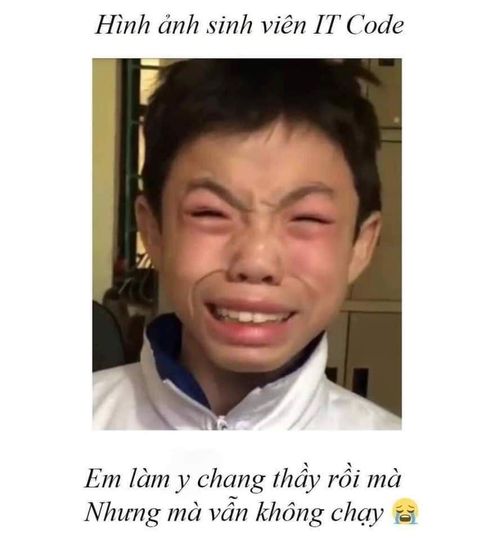 Hình ảnh sinh viên IT Code
Em làm y chang thầy rồi mà
Nhưng mà vẫn không chạy 😭